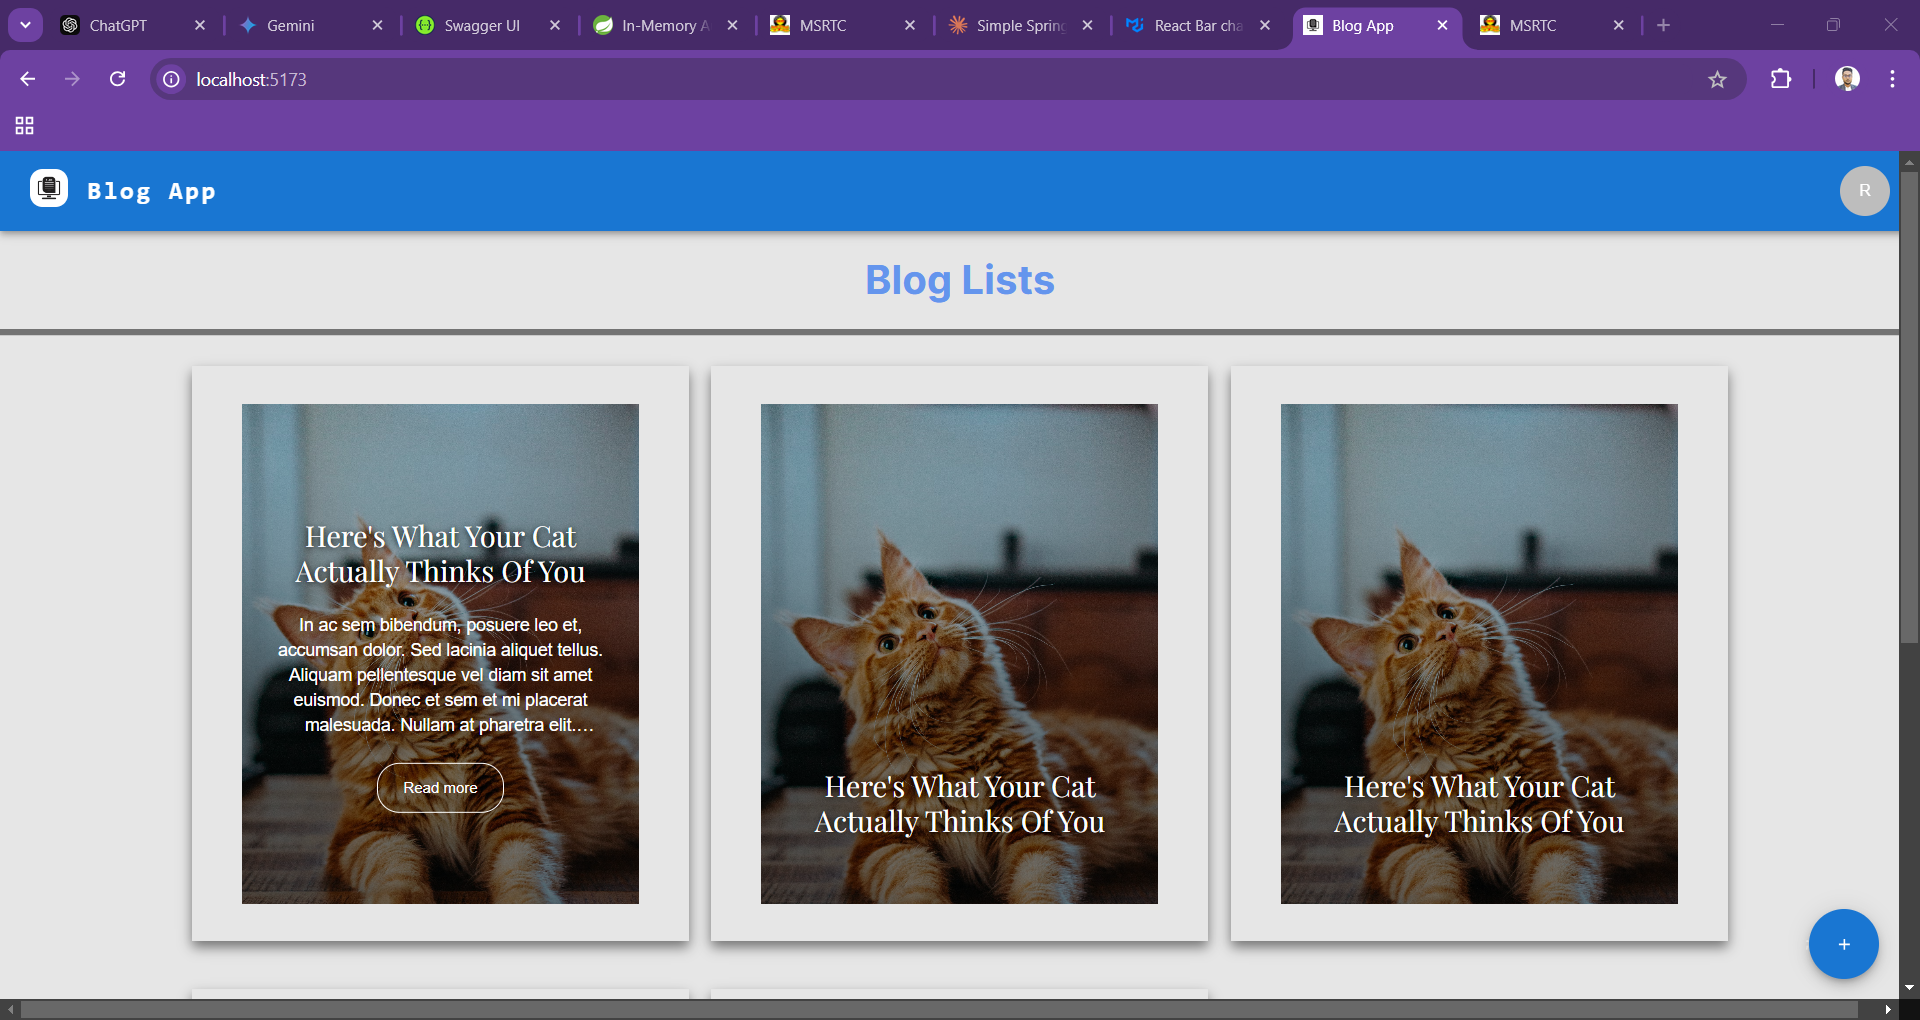 ChatGPT
Gemini
Swagger UI
In-Memory A
MSRTC
Simple Spring
React Bar cha
Blog App
MSRTC
localhost:5173
Blog App
R
Blog Lists
Here's What Your Cat
Actually Thinks Of You
In ac sem bibendum, posuere leo et,
accumsan dolor. Sed lacinia aliquet tellus.
Aliquam pellentesque vel diam sit amet
euismod. Donec et sem et mi placerat
malesuada. Nullam at pharetra elit....
Read more
Here's What Your Cat
Actually Thinks Of You
Here's What Your Cat
Actually Thinks Of You
+